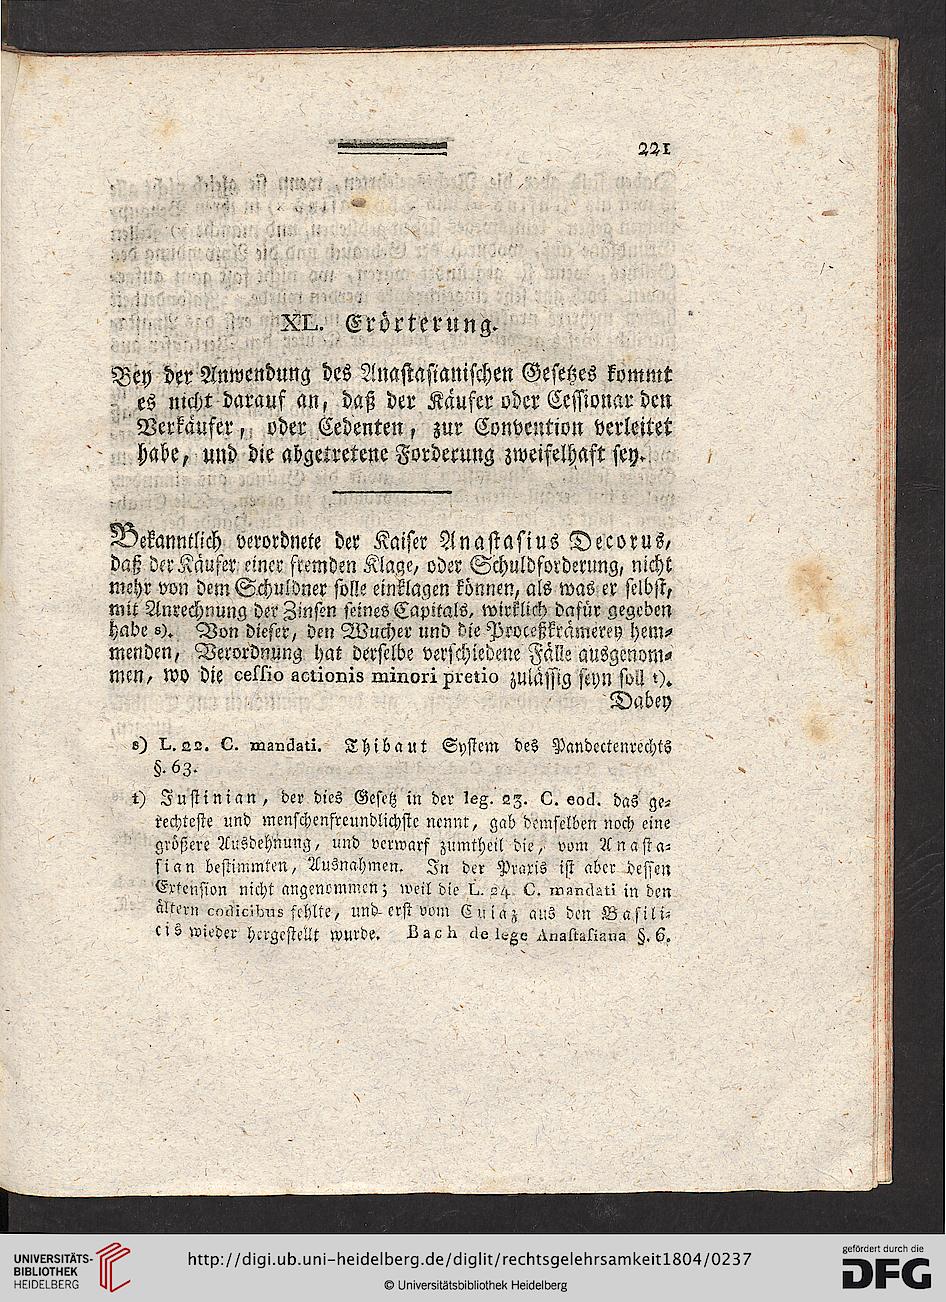 221
XL. Erörterung.
Bey der Anwendung des Anastasianischen Gesetzes kommt
es nicht darauf an, daß der Käufer oder Cessionar den
Verkäufer, oder Cedenten, zur Convention verleitet
habe, und die abgetretene Forderung zweifelhaft sey.
Bekanntlich verordnete der Kaiser Anastasius Decorus,
daß der Käufer einer fremden Klage, oder Schuldforderung, nicht
mehr von dem Schuldner solle einklagen können, als was er selbst,
mit Anrechnung der Zinsen seines Capitals, wirklich dafür gegeben
habe s). Von dieser, den Wucher und die Proceßkrämerey hem-
menden, Verordnung hat derselbe verschiedene Fälle ausgenom-
men, wo die cessio actionis minori pretio zulässig seyn soll t).
Dabey
s) L. 22. C. mandati. Thibaut System des Pandectenrechts
§. 63.
t) Justinian, der dies Gesetz in der leg. 23. C. eod. das ge-
rechteste und menschenfreundlichste nennt, gab demselben noch eine
größere Ausdehnung, und verwarf zumtheil die, vom Anasta-
sian bestimmten, Ausnahmen. In der Praxis ist aber dessen
Extension nicht angenommen; weil die L. 24. C. mandati in den
ältern codicibus fehlte, und erst vom Cuiaz aus den Basili-
cis wieder hergestellt wurde. Bach de lege Anastasiana §. 6.
UNIVERSITÄTS-
BIBLIOTHEK
HEIDELBERG
http://digi.ub.uni-heidelberg.de/diglit/rechtsgelehrsamkeit1804/0237
© Universitätsbibliothek Heidelberg
gefördert durch die
DFG